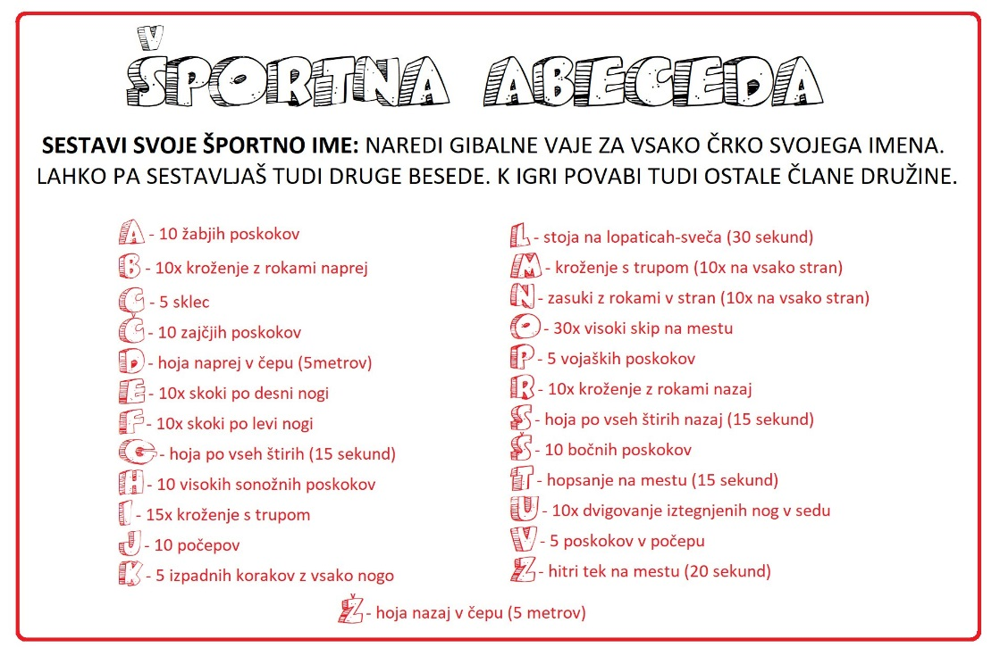 ŠPORTNA ABECEDA
SESTAVI SVOJE ŠPORTNO IME: NAREDI GIBALNE VAJE ZA VSAKO ČRKO SVOJEGA IMENA.
LAHKO PA SESTAVLJAŠ TUDI DRUGE BESEDE. K IGRI POVABI TUDI OSTALE ČLANE DRUŽINE.
A - 10 žabjih poskokov
B - 10x kroženje z rokami naprej
C - 5 sklec
Č - 10 zajčjih poskokov
D - hoja naprej v čepu (5metrov)
E - 10x skoki po desni nogi
F - 10x skoki po levi nogi
G - hoja po vseh štirih (15 sekund)
H - 10 visokih sonožnih poskokov
I - 15x kroženje s trupom
J - 10 počepov
K - 5 izpadnih korakov z vsako nogo
L - stoja na lopaticah-sveča (30 sekund)
M - kroženje s trupom (10x na vsako stran)
N - zasuki z rokami v stran (10x na vsako stran)
O - 30x visoki skip na mestu
P - 5 vojaških poskokov
R - 10x kroženje z rokami nazaj
S - hoja po vseh štirih nazaj (15 sekund)
Š - 10 bočnih poskokov
T - hopsanje na mestu (15 sekund)
U - 10x dvigovanje iztegnjenih nog v sedu
V - 5 poskokov v počepu
Z - hitri tek na mestu (20 sekund)
Ž - hoja nazaj v čepu (5 metrov)